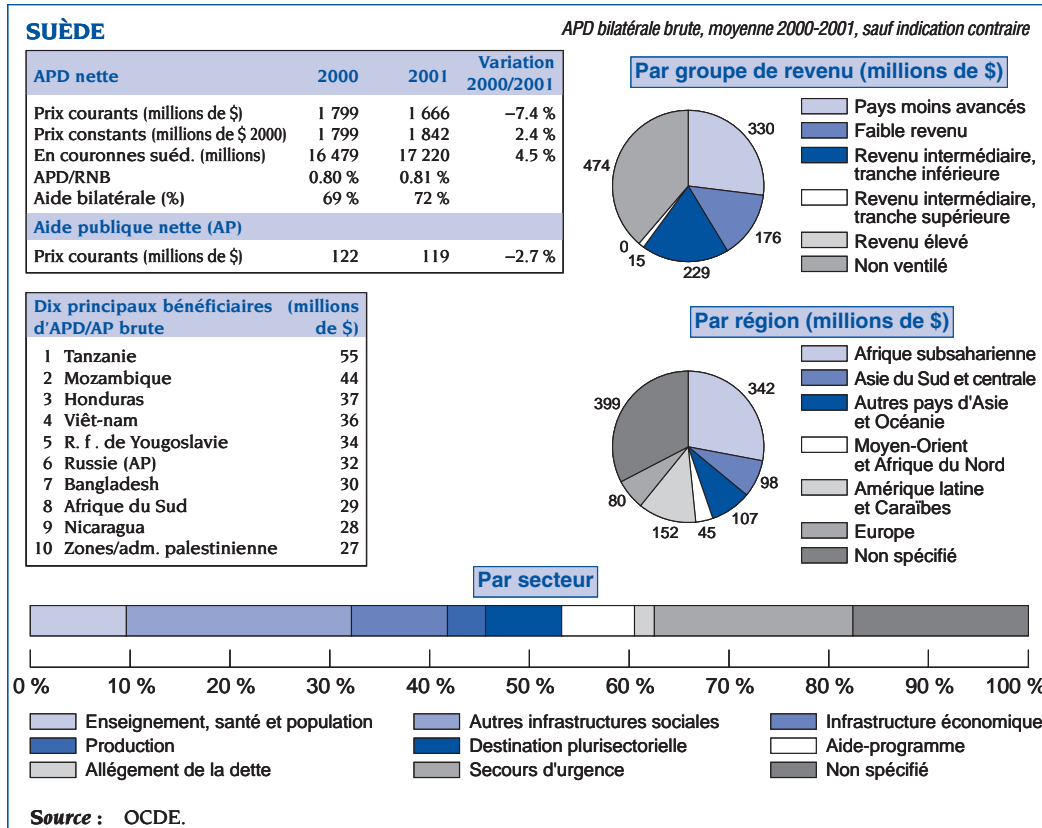 SUÈDE
APD bilatérale brute, moyenne 2000-2001, sauf indication contraire
APD nette 2000 2001 Variation 2000/2001
Prix courants (millions de $) 1 799 1 666 −7.4 %
Prix constants (millions de $ 2000) 1 799 1 842 2.4 %
En couronnes suéd. (millions) 16 479 17 220 4.5 %
APD/RNB 0.80 % 0.81 %
Aide bilatérale (%) 69 % 72 %
Aide publique nette (AP)
Prix courants (millions de $) 122 119 −2.7 %
Par groupe de revenu (millions de $)
330
176
229
15
0
474
Pays moins avancés
Faible revenu
Revenu intermédiaire,
tranche inférieure
Revenu intermédiaire,
tranche supérieure
Revenu élevé
Non ventilé
Dix principaux bénéficiaires (millions
d'APD/AP brute de $)
1 Tanzanie 55
2 Mozambique 44
3 Honduras 37
4 Viêt-nam 36
5 R. f . de Yougoslavie 34
6 Russie (AP) 32
7 Bangladesh 30
8 Afrique du Sud 29
9 Nicaragua 28
10 Zones/adm. palestinienne 27
Par région (millions de $)
342
98
107
45
152
80
399
Afrique subsaharienne
Asie du Sud et centrale
Autres pays d'Asie
et Océanie
Moyen-Orient
et Afrique du Nord
Amérique latine
et Caraïbes
Europe
Non spécifié
Par secteur
0 % 10 % 20 % 30 % 40 % 50 % 60 % 70 % 80 % 90 % 100 %
Enseignement, santé et population Autres infrastructures sociales Infrastructure économique
Production Destination plurisectorielle Aide-programme
Allégement de la dette Secours d'urgence Non spécifié
Source : OCDE.